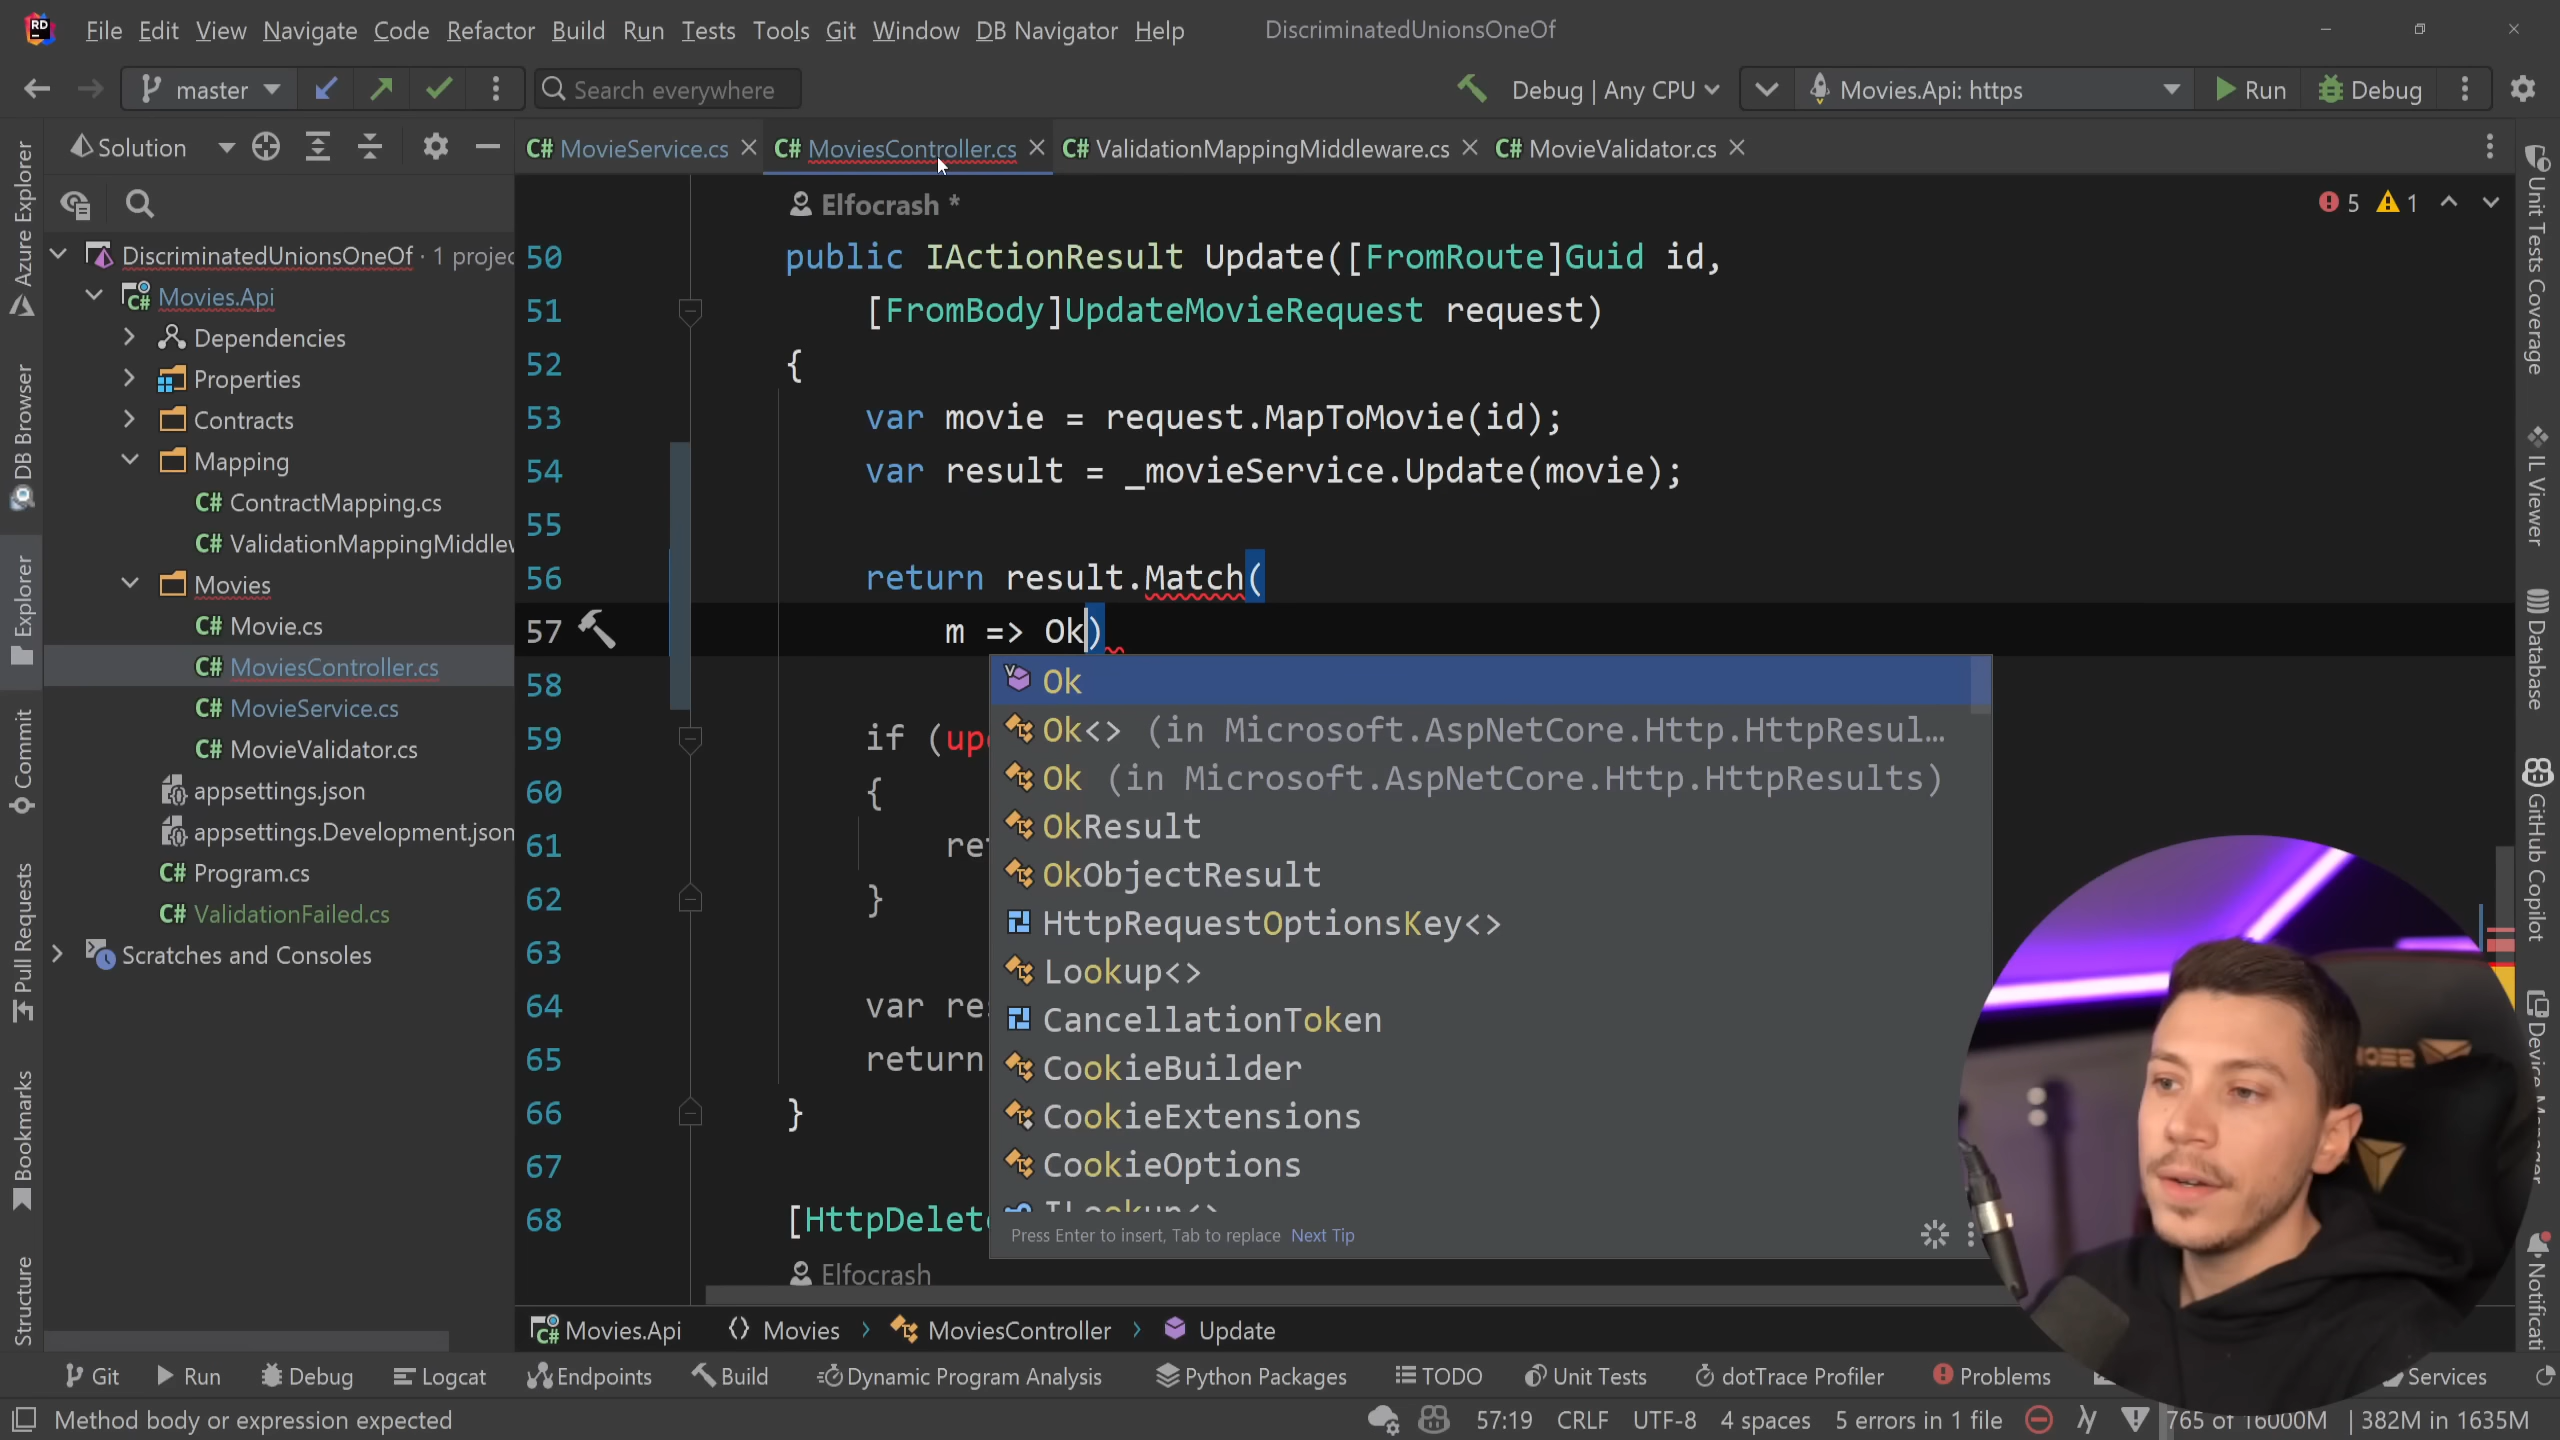 RD File Edit View Navigate Code Refactor Build Run Tests Tools Git Window DB Navigator Help DiscriminatedUnionsOneOf
master Search everywhere Debug | Any CPU Movies.Api: https Run Debug
Solution
C# MovieService.cs C# MoviesController.cs C# ValidationMappingMiddleware.cs C# MovieValidator.cs
Azure Explorer
DB Browser
Explorer
Commit
Pull Requests
Bookmarks
Structure
DiscriminatedUnionsOneOf · 1 projec
C# Movies.Api
Dependencies
Properties
Contracts
Mapping
C# ContractMapping.cs
C# ValidationMappingMiddlew
Movies
C# Movie.cs
C# MoviesController.cs
C# MovieService.cs
C# MovieValidator.cs
appsettings.json
appsettings.Development.json
C# Program.cs
C# ValidationFailed.cs
Scratches and Consoles
Elfocrash *
5 1
50 public IActionResult Update([FromRoute]Guid id,
51 [FromBody]UpdateMovieRequest request)
52 {
53 var movie = request.MapToMovie(id);
54 var result = _movieService.Update(movie);
55
56 return result.Match(
57 m => Ok)
58
59 if (up
60 {
61 re
62 }
63
64 var re
65 return
66 }
67
68 [HttpDelet
Elfocrash
Ok
Ok<> (in Microsoft.AspNetCore.Http.HttpResul…
Ok (in Microsoft.AspNetCore.Http.HttpResults)
OkResult
OkObjectResult
HttpRequestOptionsKey<>
Lookup<>
CancellationToken
CookieBuilder
CookieExtensions
CookieOptions
ILookup<>
Press Enter to insert, Tab to replace Next Tip
Unit Tests Coverage
IL Viewer
Database
GitHub Copilot
Device Manager
Notificati
C# Movies.Api Movies MoviesController Update
Git Run Debug Logcat Endpoints Build Dynamic Program Analysis Python Packages TODO Unit Tests dotTrace Profiler Problems Services
Method body or expression expected 57:19 CRLF UTF-8 4 spaces 5 errors in 1 file 765 of 16000M 382M in 1635M